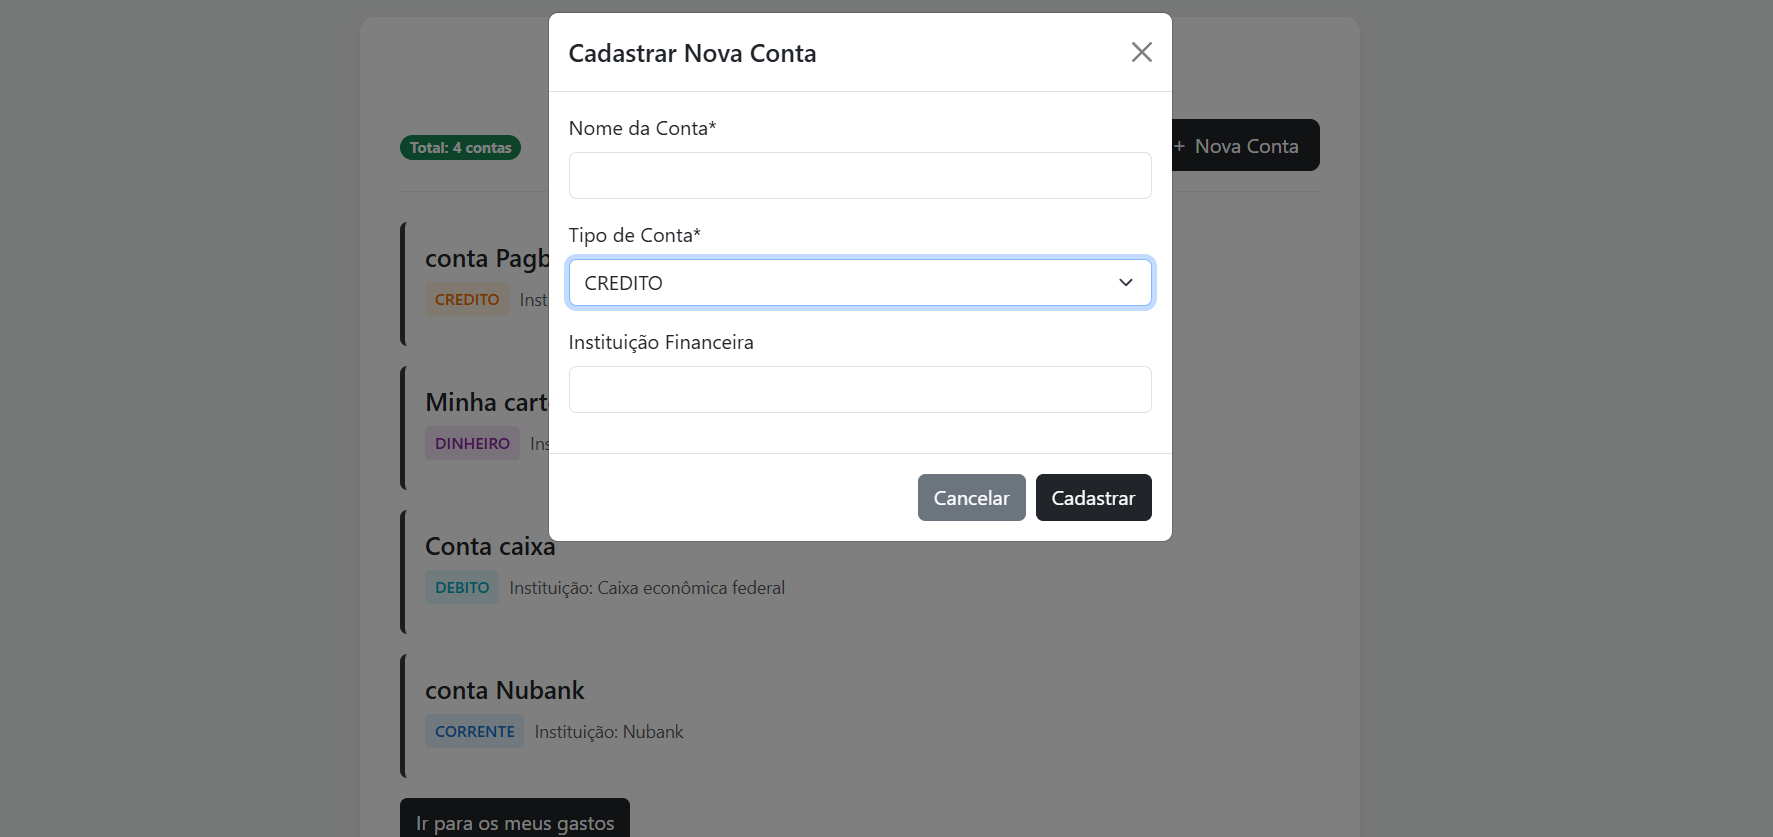 Cadastrar Nova Conta
Total: 4 contas
+ Nova Conta
Nome da Conta*
Tipo de Conta*
CREDITO
Instituição Financeira
Cancelar
Cadastrar
conta Pagb
CREDITO Inst
Minha cart
DINHEIRO Ins
Conta caixa
DEBITO Instituição: Caixa econômica federal
conta Nubank
CORRENTE Instituição: Nubank
Ir para os meus gastos